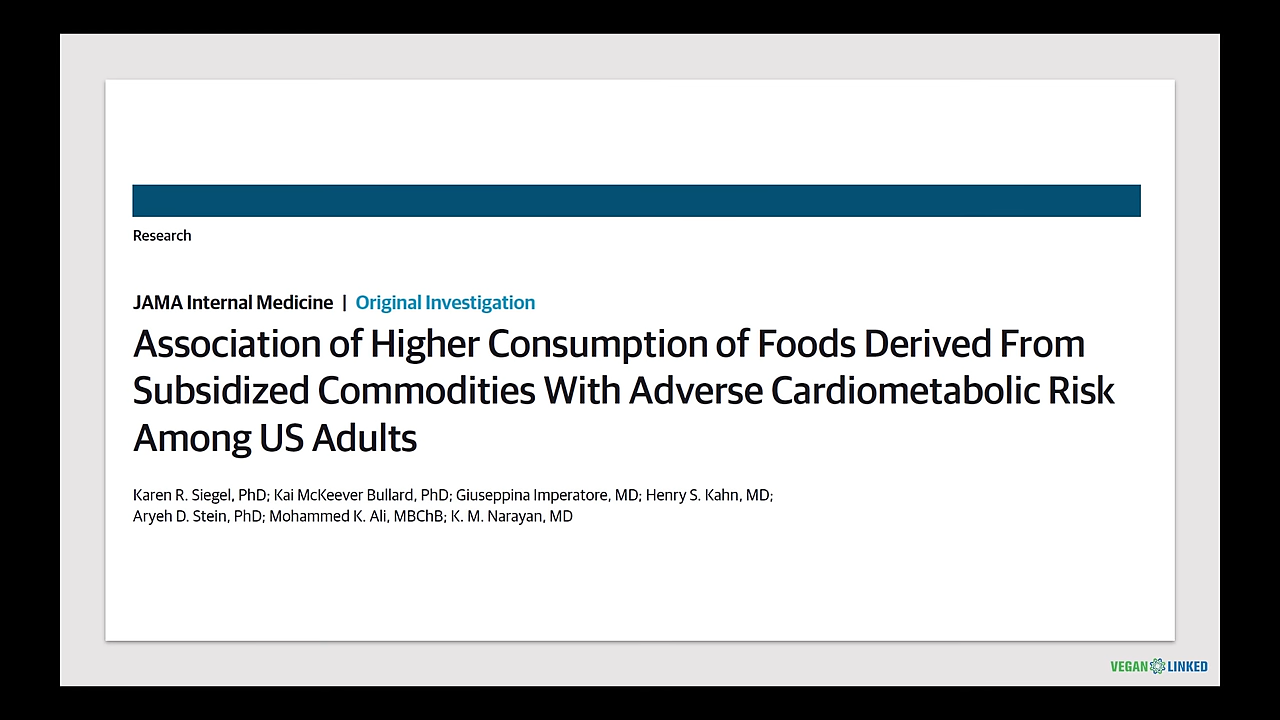 Research
JAMA Internal Medicine | Original Investigation
Association of Higher Consumption of Foods Derived From
Subsidized Commodities With Adverse Cardiometabolic Risk
Among US Adults
Karen R. Siegel, PhD; Kai McKeever Bullard, PhD; Giuseppina Imperatore, MD; Henry S. Kahn, MD;
Aryeh D. Stein, PhD; Mohammed K. Ali, MBChB; K. M. Narayan, MD
VEGAN LINKED